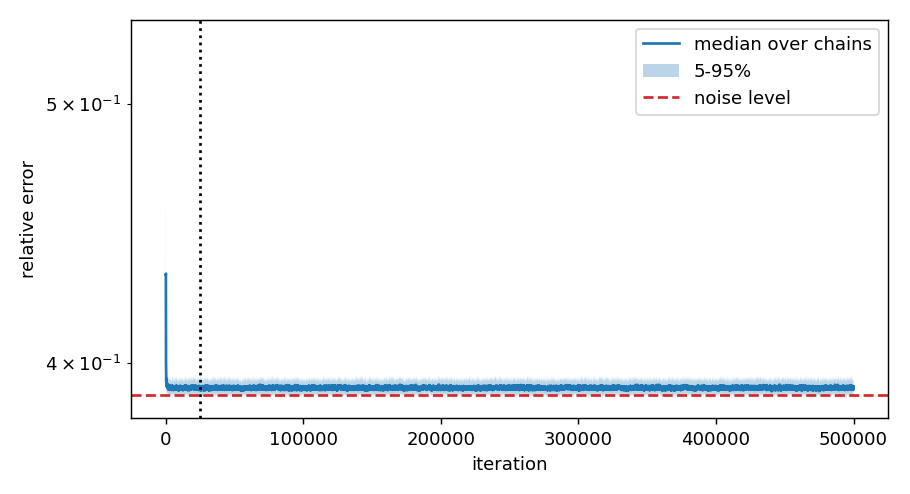 median over chains
5-95%
noise level
5 × 10⁻¹
4 × 10⁻¹
relative error
0 100000 200000 300000 400000 500000
iteration